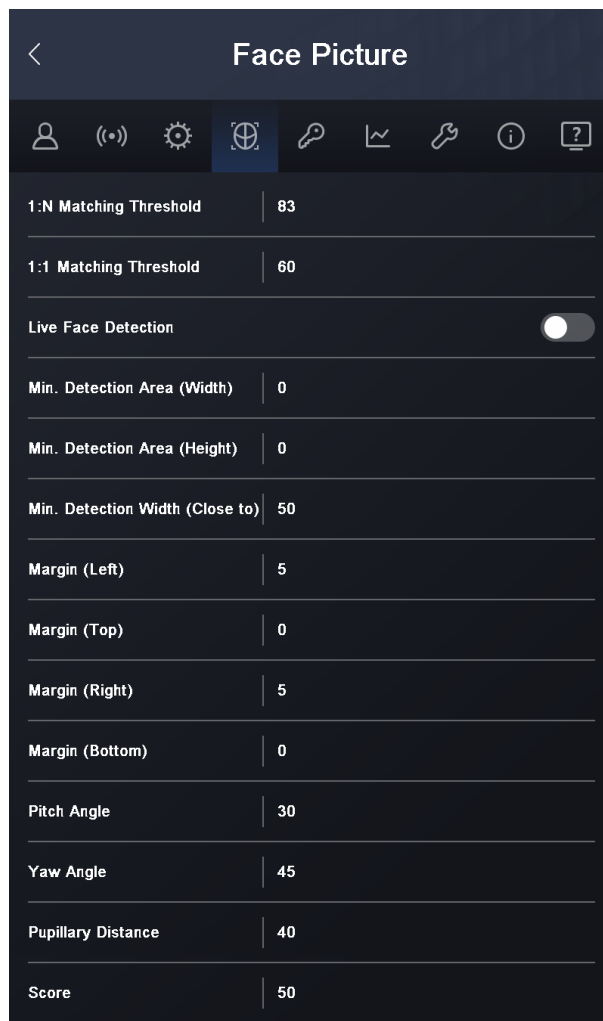 Face Picture
1:N Matching Threshold 83
1:1 Matching Threshold 60
Live Face Detection
Min. Detection Area (Width) 0
Min. Detection Area (Height) 0
Min. Detection Width (Close to) 50
Margin (Left) 5
Margin (Top) 0
Margin (Right) 5
Margin (Bottom) 0
Pitch Angle 30
Yaw Angle 45
Pupillary Distance 40
Score 50